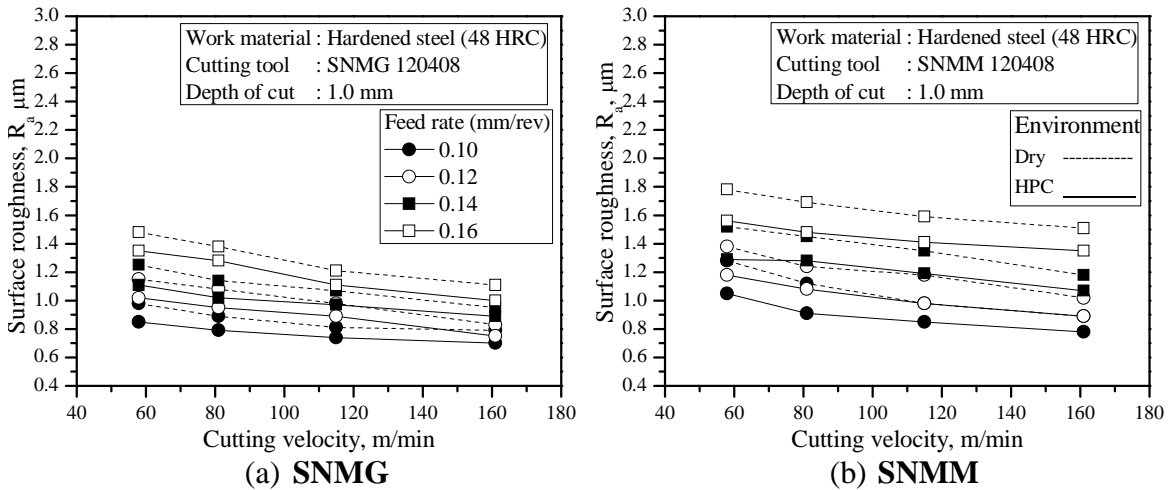 Work material : Hardened steel (48 HRC)
Cutting tool : SNMG 120408
Depth of cut : 1.0 mm
Feed rate (mm/rev)
0.10
0.12
0.14
0.16
Surface roughness, Ra μm
3.0
2.8
2.6
2.4
2.2
2.0
1.8
1.6
1.4
1.2
1.0
0.8
0.6
0.4
40 60 80 100 120 140 160 180
Cutting velocity, m/min
(a) SNMG
Work material : Hardened steel (48 HRC)
Cutting tool : SNMM 120408
Depth of cut : 1.0 mm
Environment
Dry
HPC
Surface roughness, Ra, μm
3.0
2.8
2.6
2.4
2.2
2.0
1.8
1.6
1.4
1.2
1.0
0.8
0.6
0.4
40 60 80 100 120 140 160 180
Cutting velocity, m/min
(b) SNMM